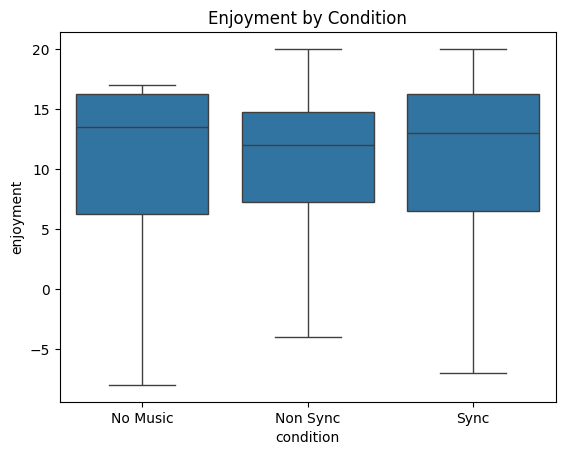 Enjoyment by Condition
enjoyment
20
15
10
5
0
−5
No Music
Non Sync
Sync
condition